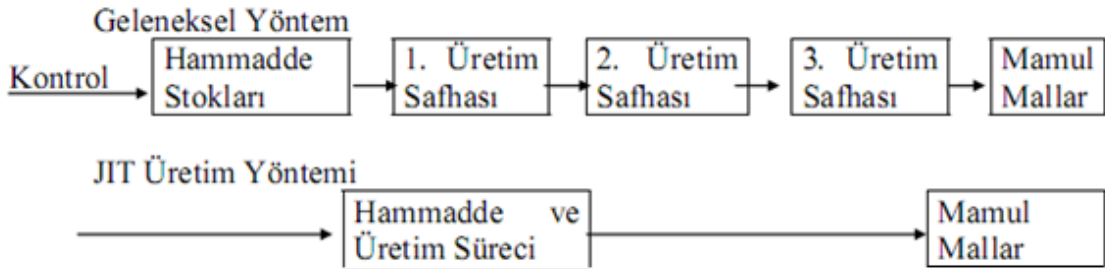 Geleneksel Yöntem
Kontrol
Hammadde
Stokları
1. Üretim
Safhası
2. Üretim
Safhası
3. Üretim
Safhası
Mamul
Mallar
JIT Üretim Yöntemi
Hammadde ve
Üretim Süreci
Mamul
Mallar